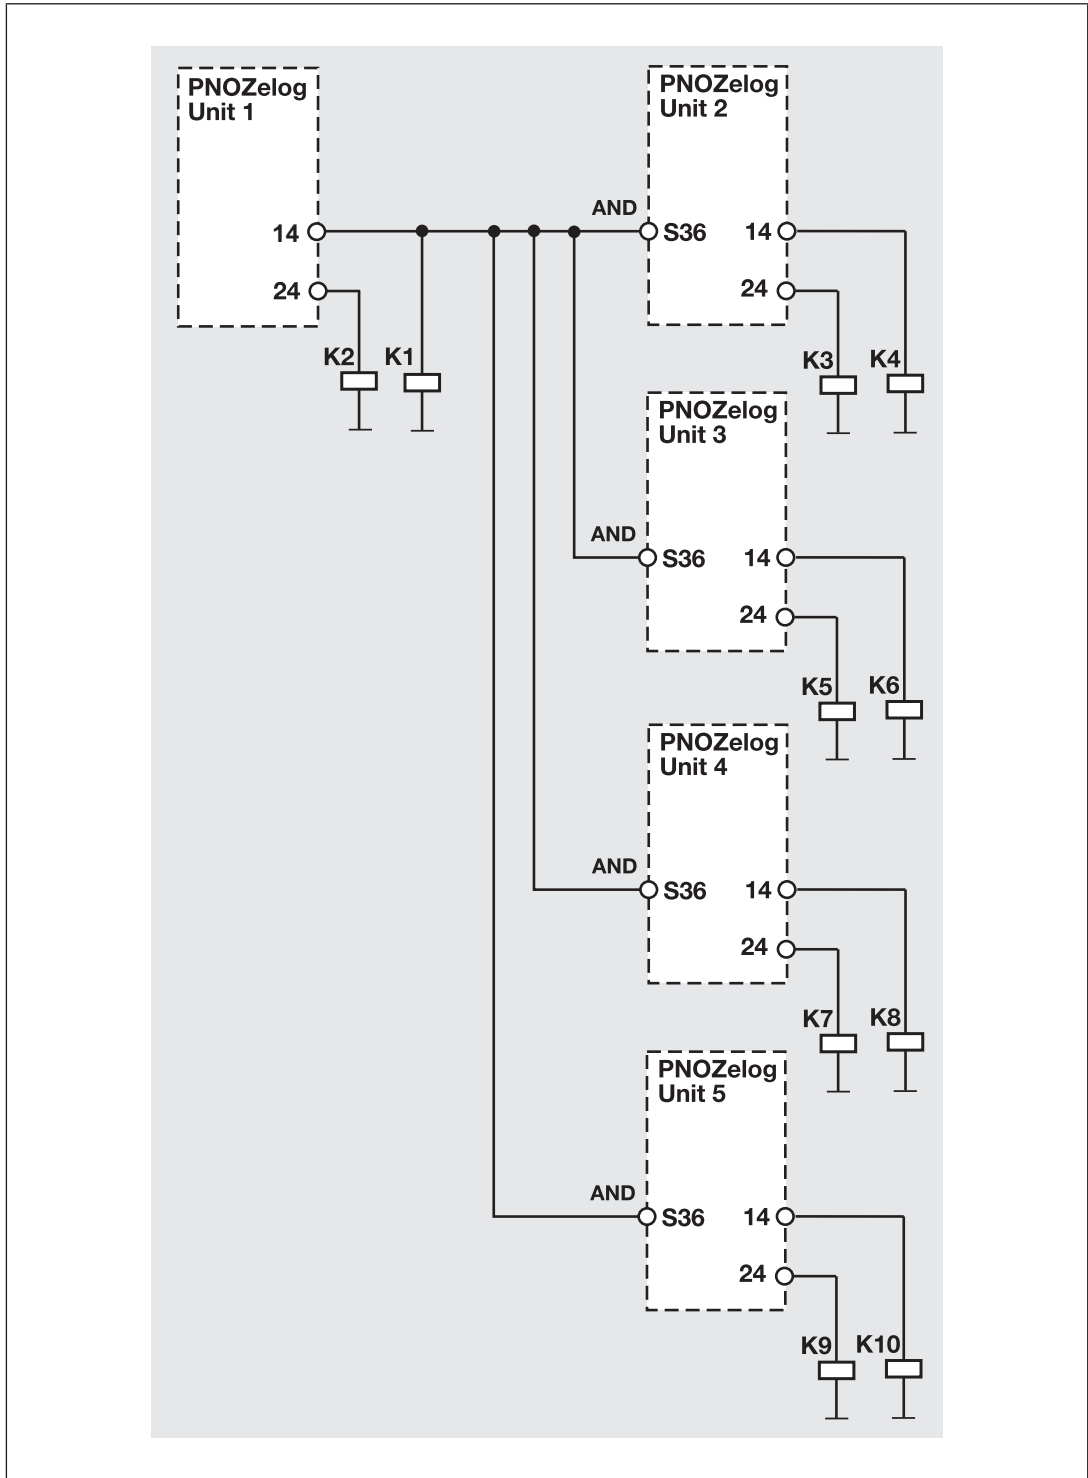 PNOZelog
Unit 1
14
24
K2 K1
PNOZelog
Unit 2
AND
S36 14
24
K3 K4
PNOZelog
Unit 3
AND
S36 14
24
K5 K6
PNOZelog
Unit 4
AND
S36 14
24
K7 K8
PNOZelog
Unit 5
AND
S36 14
24
K9 K10